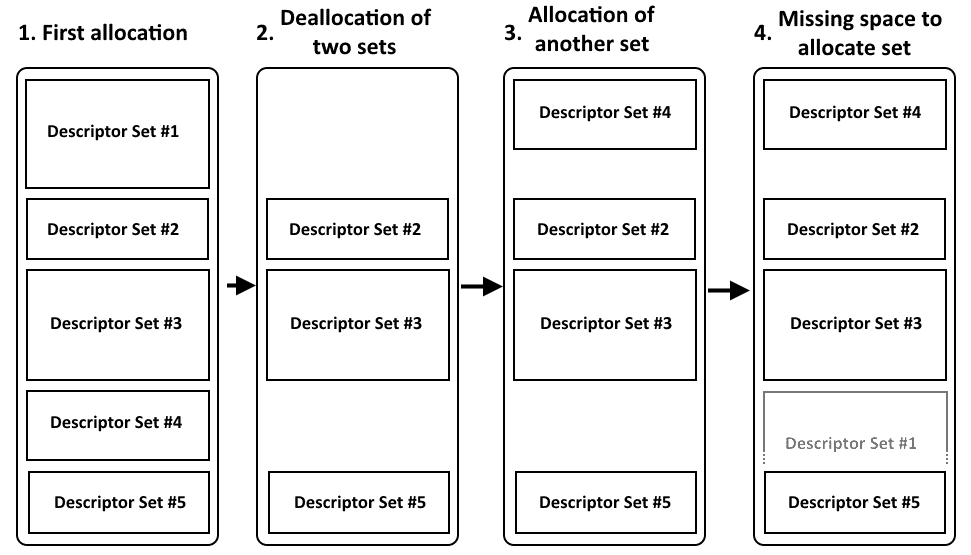 1. First allocation
Descriptor Set #1
Descriptor Set #2
Descriptor Set #3
Descriptor Set #4
Descriptor Set #5
2. Deallocation of
two sets
Descriptor Set #2
Descriptor Set #3
Descriptor Set #5
3. Allocation of
another set
Descriptor Set #4
Descriptor Set #2
Descriptor Set #3
Descriptor Set #5
4. Missing space to
allocate set
Descriptor Set #4
Descriptor Set #2
Descriptor Set #3
Descriptor Set #1
Descriptor Set #5